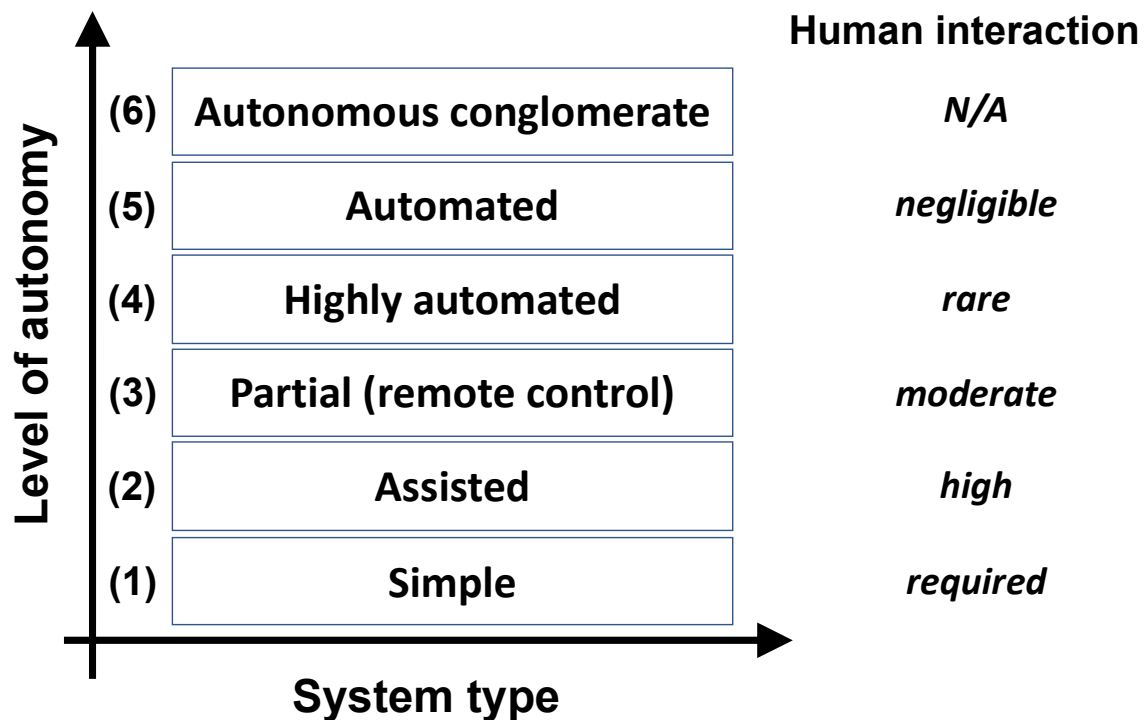 Human interaction
Level of autonomy
(6) Autonomous conglomerate N/A
(5) Automated negligible
(4) Highly automated rare
(3) Partial (remote control) moderate
(2) Assisted high
(1) Simple required
System type